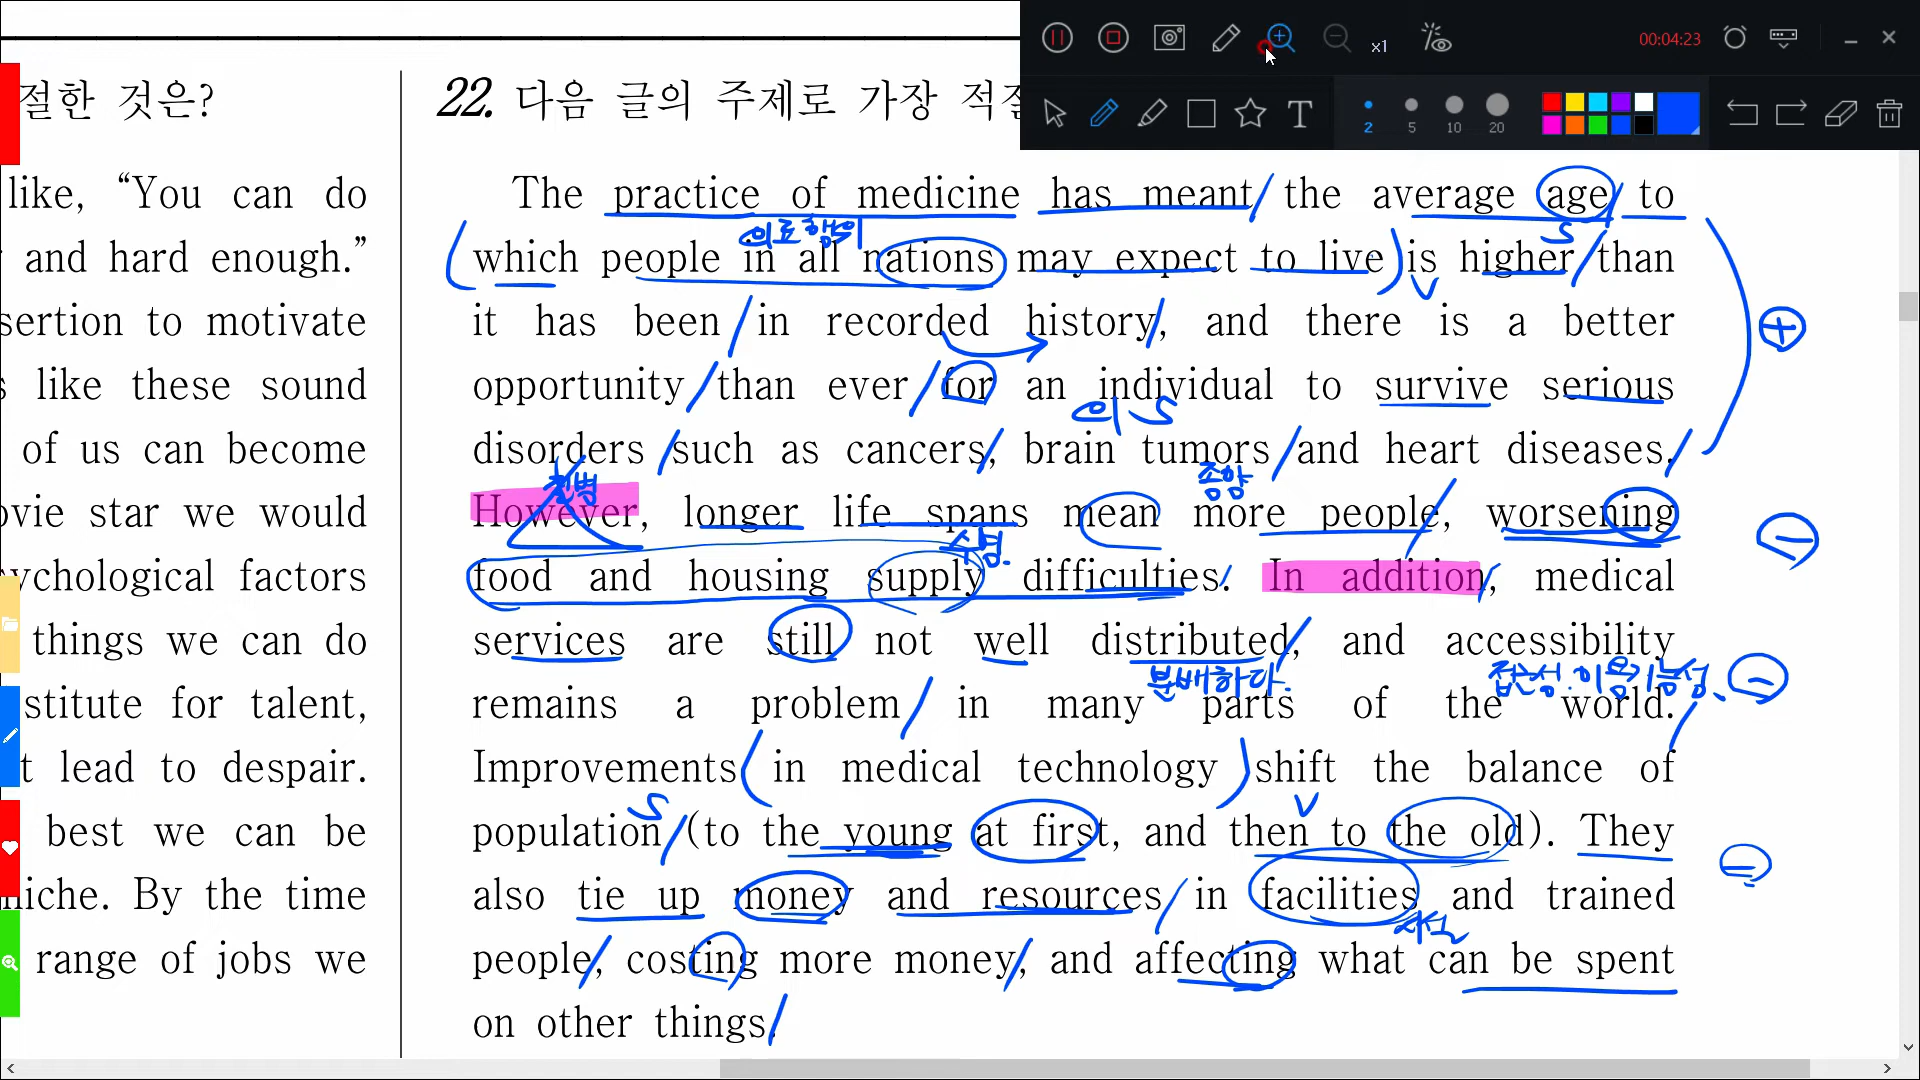 00:04:23
x1
2 5 10 20
절한 것은?
like, “You can do
and hard enough.”
sertion to motivate
like these sound
of us can become
ovie star we would
ychological factors
things we can do
stitute for talent,
t lead to despair.
best we can be
niche. By the time
range of jobs we
22. 다음 글의 주제로 가장 적절
The practice of medicine has meant the average age to
의료행위 S
which people in all nations may expect to live is higher than
V
it has been in recorded history, and there is a better
+
opportunity than ever for an individual to survive serious
의 S
disorders such as cancers, brain tumors and heart diseases.
질병 종양
However, longer life spans mean more people, worsening
수명.
food and housing supply difficulties. In addition, medical
services are still not well distributed, and accessibility
분배하다. 접근성. 이용가능성.
remains a problem in many parts of the world.
Improvements in medical technology shift the balance of
S V
population (to the young at first, and then to the old). They
also tie up money and resources in facilities and trained
시설
people, costing more money, and affecting what can be spent
on other things.